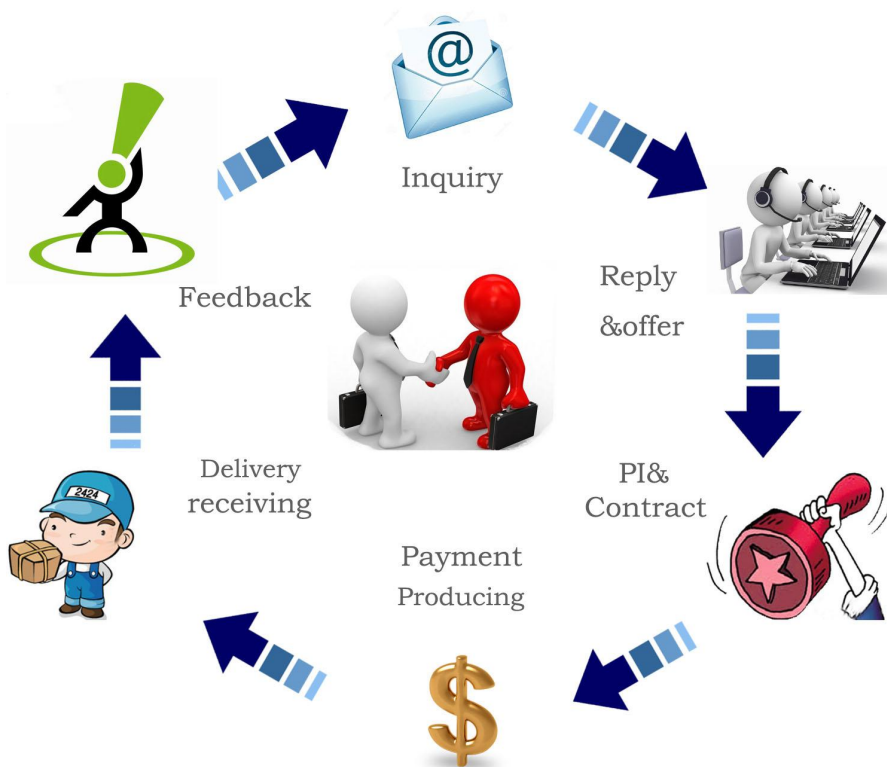 @
Inquiry
Reply
&offer
Feedback
PI&
Contract
Delivery
receiving
2424
Payment
Producing
$